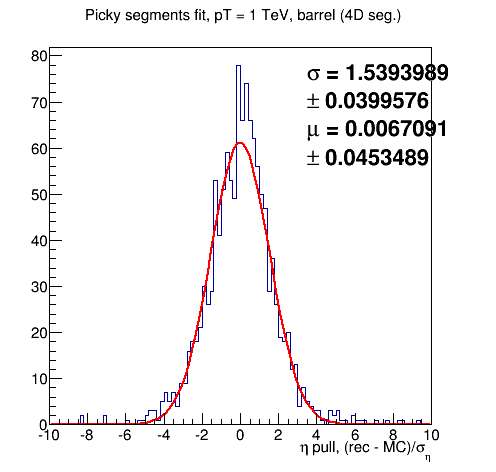 Picky segments fit, pT = 1 TeV, barrel (4D seg.)
σ = 1.5393989
± 0.0399576
μ = 0.0067091
± 0.0453489
80
70
60
50
40
30
20
10
0
-10 -8 -6 -4 -2 0 2 4 6 8 10
η pull, (rec - MC)/σ_η